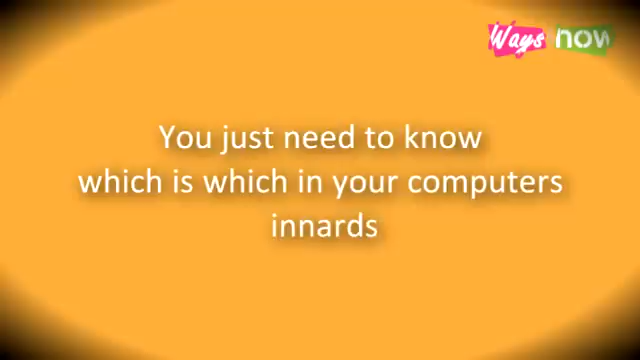 Ways now
You just need to know
which is which in your computers
innards